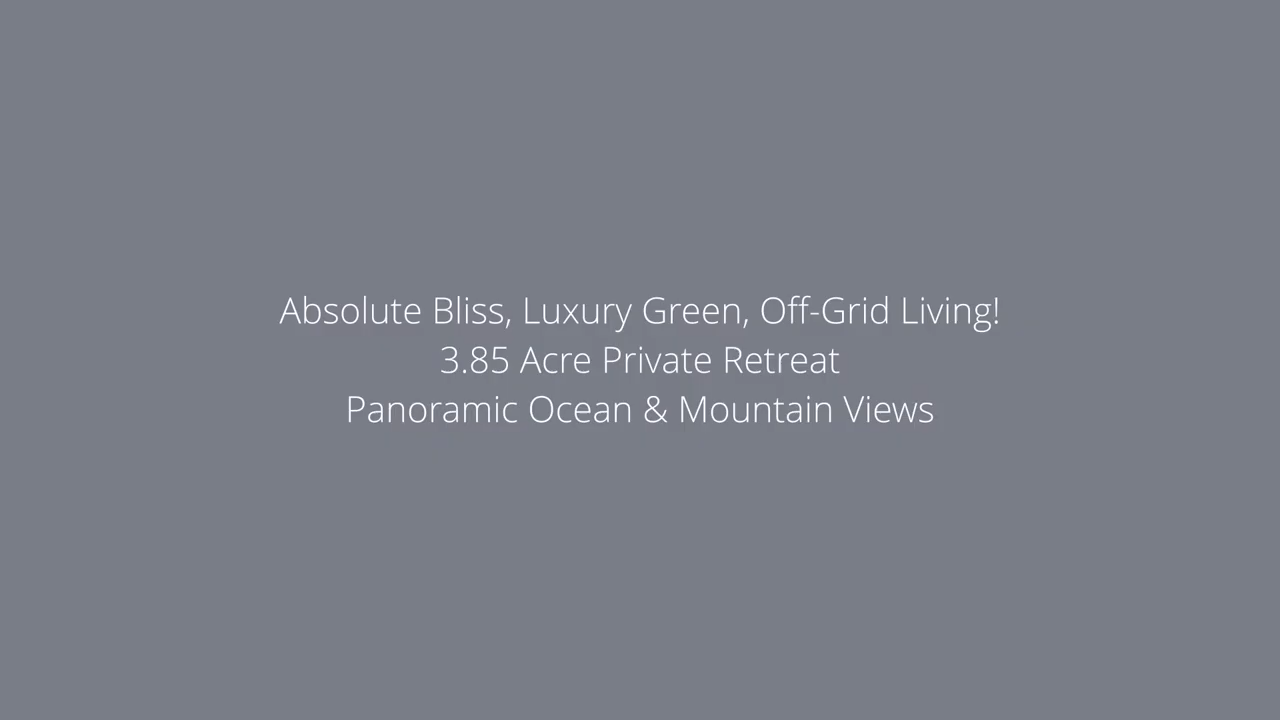 Absolute Bliss, Luxury Green, Off-Grid Living!
3.85 Acre Private Retreat
Panoramic Ocean & Mountain Views